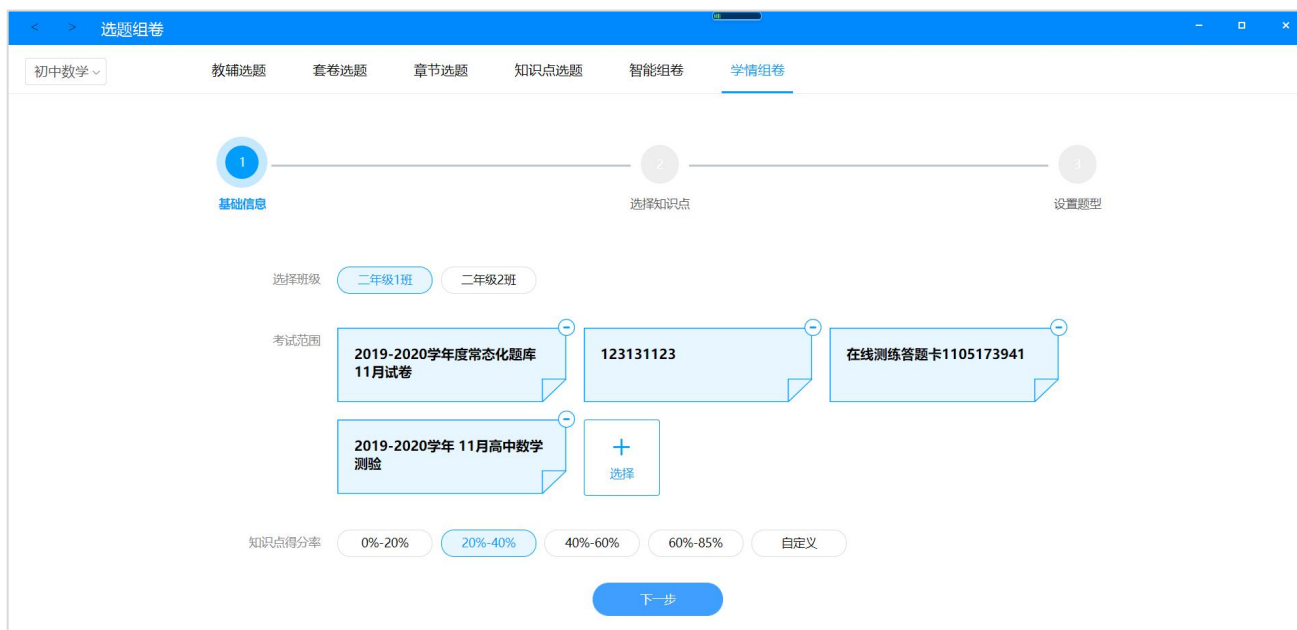 < > 选题组卷
初中数学
教辅选题 套卷选题 章节选题 知识点选题 智能组卷 学情组卷
1 2 3
基础信息 选择知识点 设置题型
选择班级 二年级1班 二年级2班
考试范围
2019-2020学年度常态化题库
11月试卷
123131123
在线测练答题卡1105173941
2019-2020学年 11月高中数学
测验
+
选择
知识点得分率 0%-20% 20%-40% 40%-60% 60%-85% 自定义
下一步